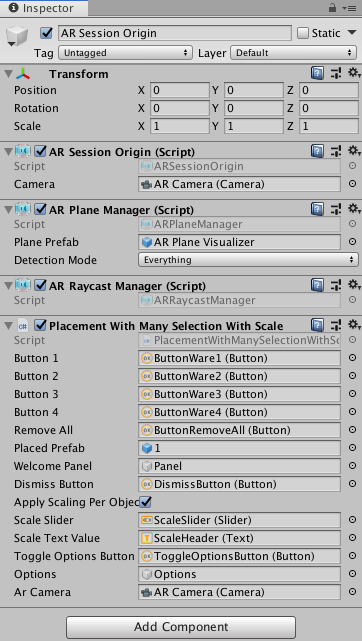 Inspector
AR Session Origin Static
Tag Untagged Layer Default
Transform
Position X 0 Y 0 Z 0
Rotation X 0 Y 0 Z 0
Scale X 1 Y 1 Z 1
AR Session Origin (Script)
Script ARSessionOrigin
Camera AR Camera (Camera)
AR Plane Manager (Script)
Script ARPlaneManager
Plane Prefab AR Plane Visualizer
Detection Mode Everything
AR Raycast Manager (Script)
Script ARRaycastManager
Placement With Many Selection With Scale
Script PlacementWithManySelectionWithSc
Button 1 ButtonWare1 (Button)
Button 2 ButtonWare2 (Button)
Button 3 ButtonWare3 (Button)
Button 4 ButtonWare4 (Button)
Remove All ButtonRemoveAll (Button)
Placed Prefab 1
Welcome Panel Panel
Dismiss Button DismissButton (Button)
Apply Scaling Per Objec
Scale Slider ScaleSlider (Slider)
Scale Text Value ScaleHeader (Text)
Toggle Options Button ToggleOptionsButton (Button)
Options Options
Ar Camera AR Camera (Camera)
Add Component